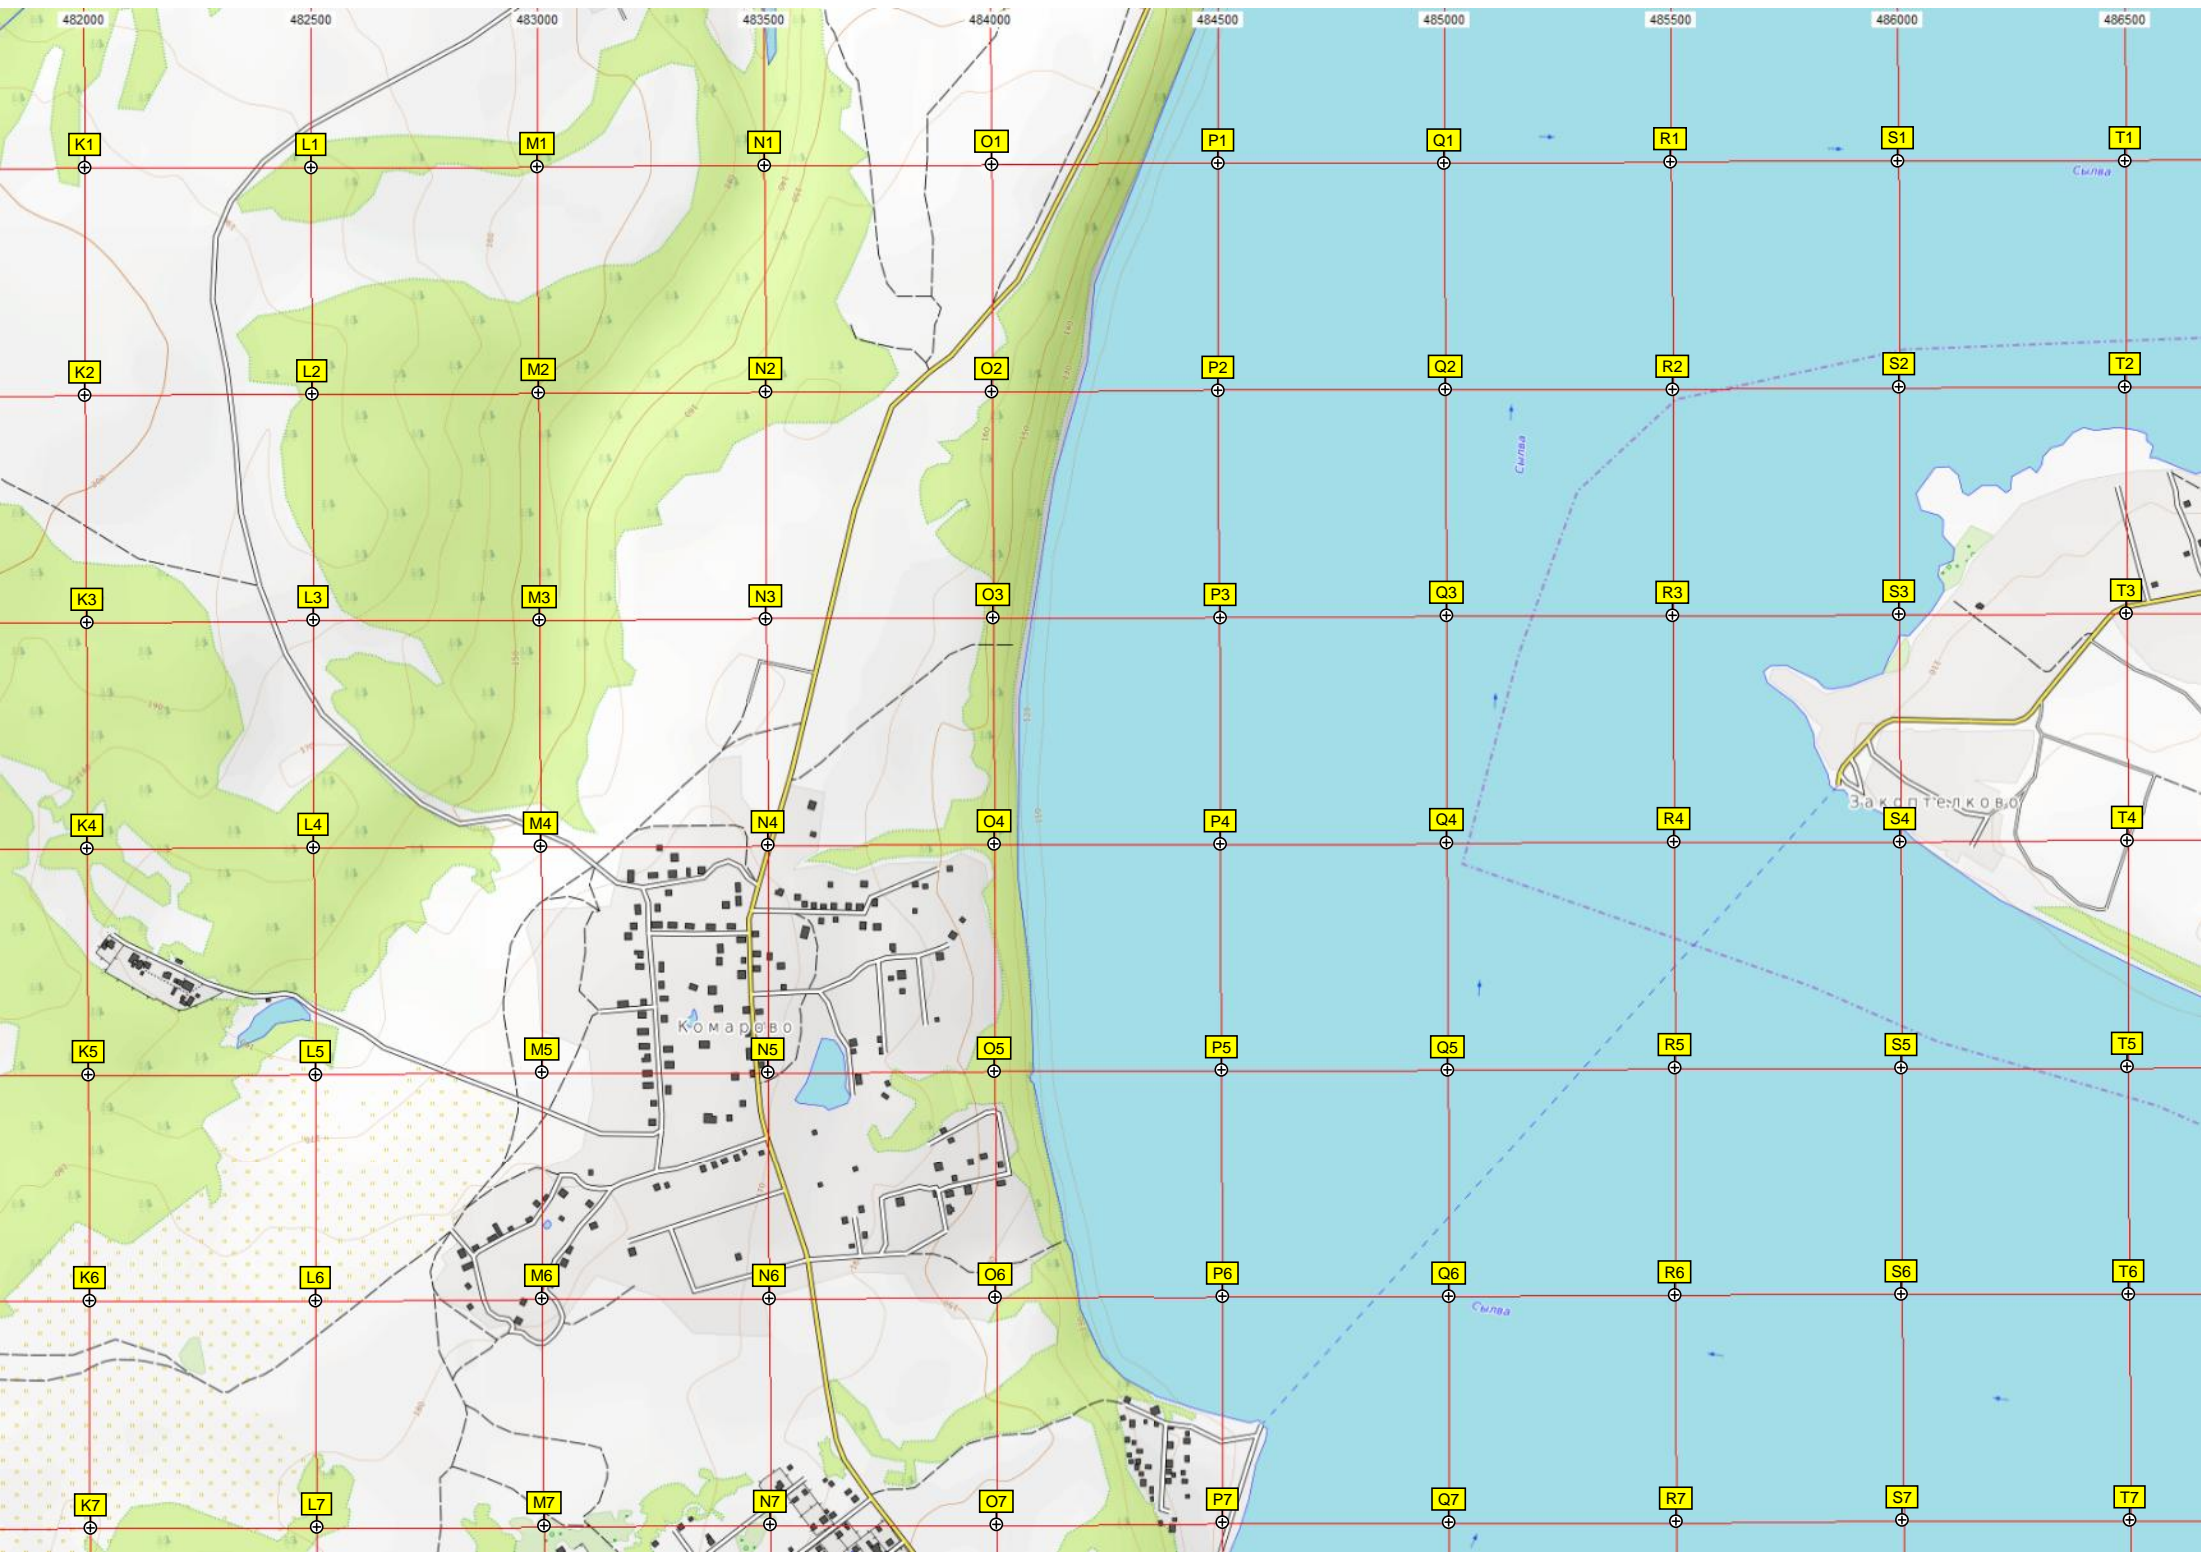 482000 482500 483000 483500 484000 484500 485000 485500 486000 486500
K1 L1 M1 N1 O1 P1 Q1 R1 S1 T1
Сылва
K2 L2 M2 N2 O2 P2 Q2 R2 S2 T2
Сылва
K3 L3 M3 N3 O3 P3 Q3 R3 S3 T3
Закоптелково
K4 L4 M4 N4 O4 P4 Q4 R4 S4 T4
Комарово
K5 L5 M5 N5 O5 P5 Q5 R5 S5 T5
K6 L6 M6 N6 O6 P6 Q6 R6 S6 T6
Сылва
K7 L7 M7 N7 O7 P7 Q7 R7 S7 T7